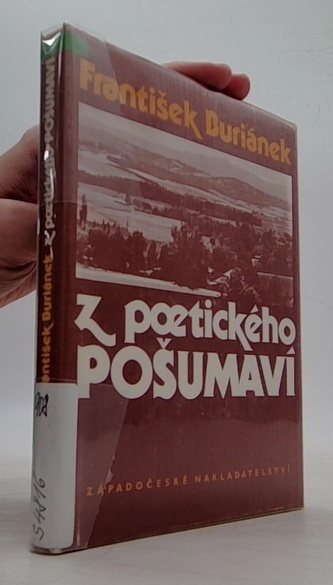 František Buriánek
z poetického
POŠUMAVÍ
ZÁPADOČESKÉ NAKLADATELSTVÍ
František Buriánek z poetického POŠUMAVÍ